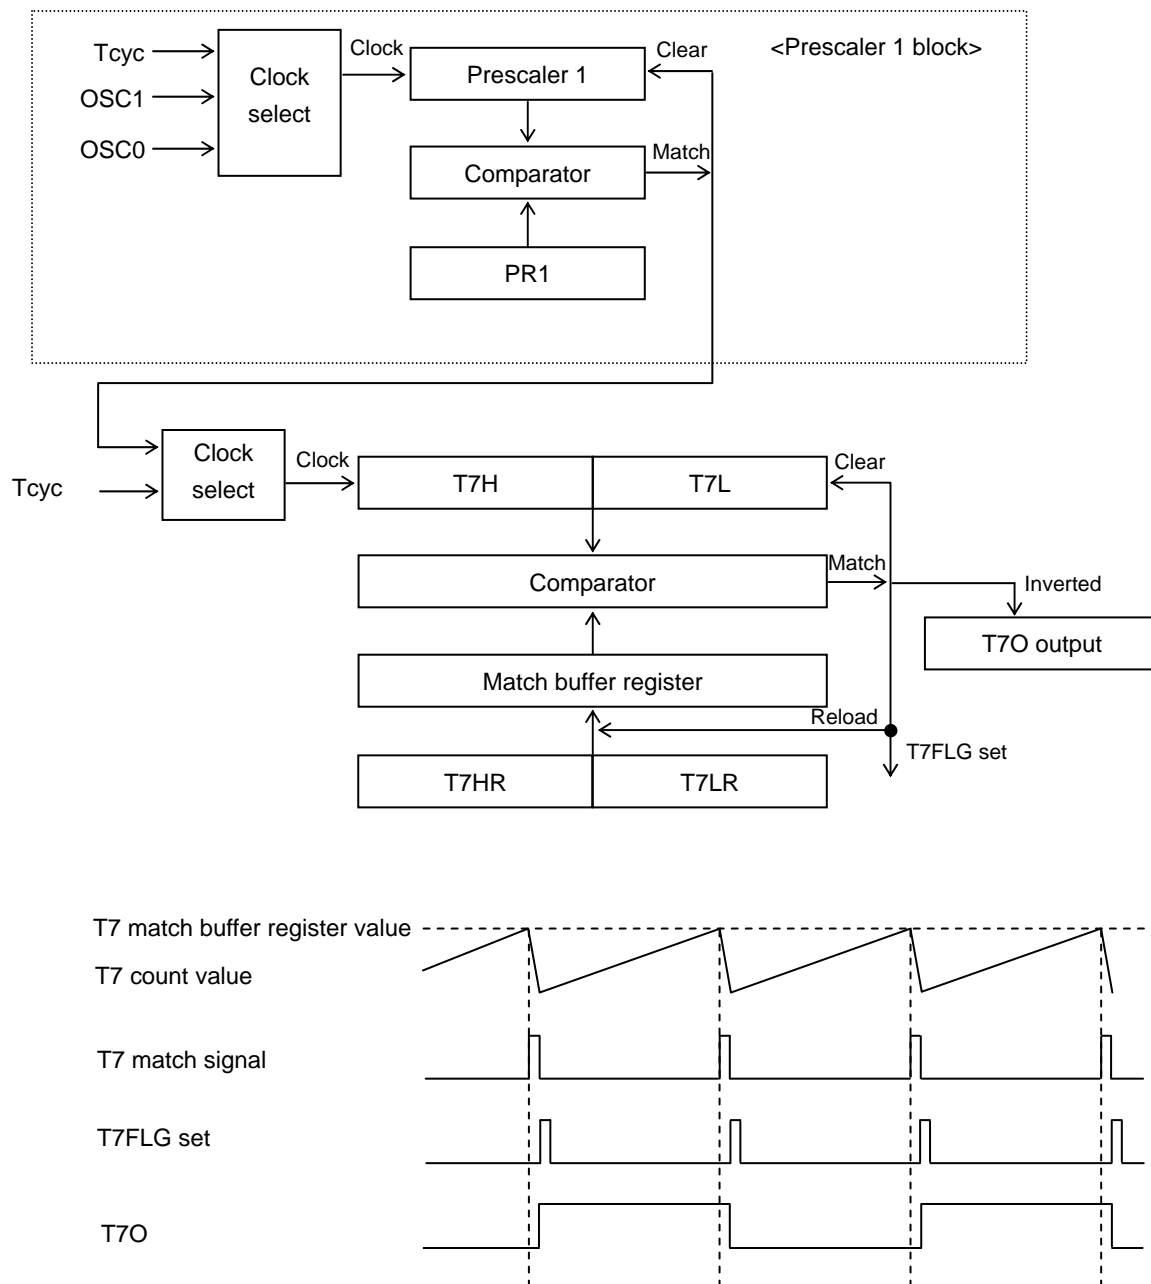 <Prescaler 1 block>
Tcyc
OSC1
OSC0
Clock
select
Clock
Prescaler 1
Clear
Comparator
Match
PR1
Tcyc
Clock
select
Clock
T7H
T7L
Clear
Comparator
Match
Inverted
T7O output
Match buffer register
Reload
T7FLG set
T7HR
T7LR
T7 match buffer register value
T7 count value
T7 match signal
T7FLG set
T7O